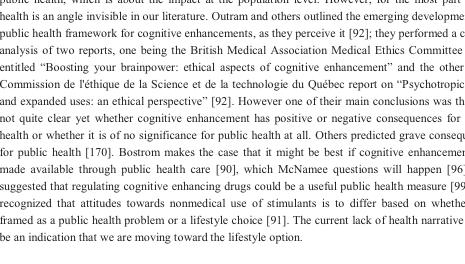 public health, which is about the impact at the population level. However, for the most part
health is an angle invisible in our literature. Outram and others outlined the emerging developme
public health framework for cognitive enhancements, as they perceive it [92]; they performed a c
analysis of two reports, one being the British Medical Association Medical Ethics Committee
entitled “Boosting your brainpower: ethical aspects of cognitive enhancement” and the other
Commission de l'éthique de la Science et de la technologie du Québec report on “Psychotropic
and expanded uses: an ethical perspective” [92]. However one of their main conclusions was th
not quite clear yet whether cognitive enhancement has positive or negative consequences for
health or whether it is of no significance for public health at all. Others predicted grave consequ
for public health [170]. Bostrom makes the case that it might be best if cognitive enhancemen
made available through public health care [90], which McNamee questions will happen [96]
suggested that regulating cognitive enhancing drugs could be a useful public health measure [99
recognized that attitudes towards nonmedical use of stimulants is to differ based on whethe
framed as a public health problem or a lifestyle choice [91]. The current lack of health narrative
be an indication that we are moving toward the lifestyle option.